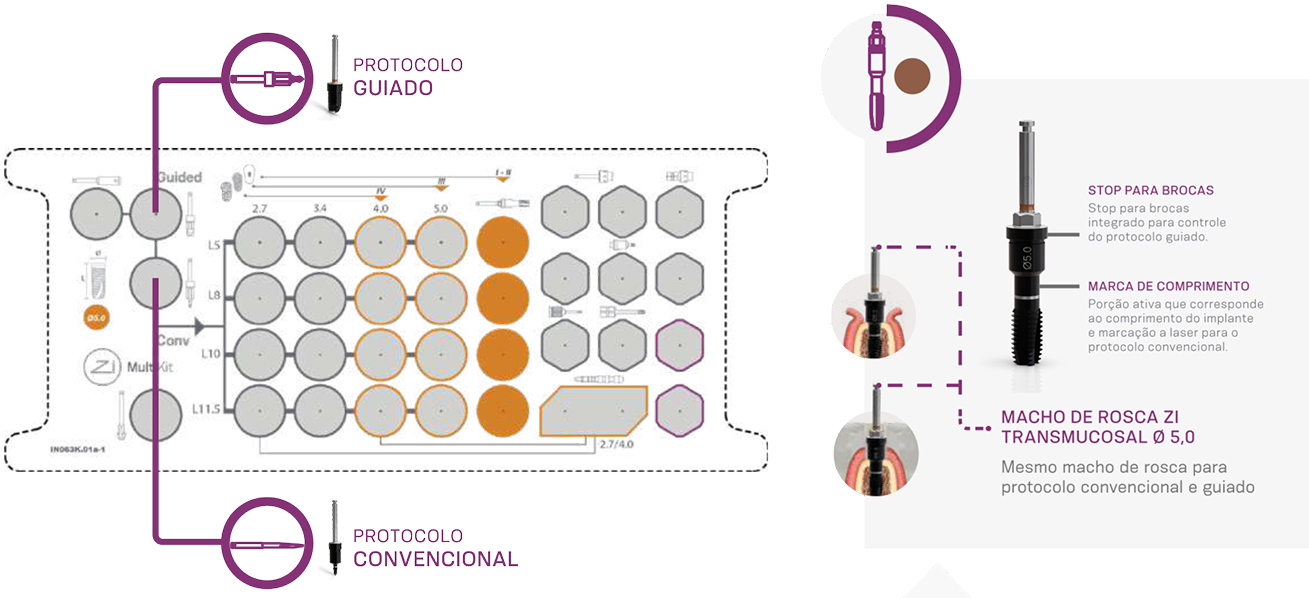 PROTOCOLO
GUIADO
Guided
I - II
III
IV
2.7 3.4 4.0 5.0
L5
L8
L10
L11.5
Ø
L
Ø5.0
Conv
Zi Multi Kit
IN063K.01a-1
2.7/4.0
PROTOCOLO
CONVENCIONAL
Ø5.0
STOP PARA BROCAS
Stop para brocas
integrado para controle
do protocolo guiado.
MARCA DE COMPRIMENTO
Porção ativa que corresponde
ao comprimento do implante
e marcação a laser para o
protocolo convencional.
MACHO DE ROSCA ZI
TRANSMUCOSAL Ø 5,0
Mesmo macho de rosca para
protocolo convencional e guiado